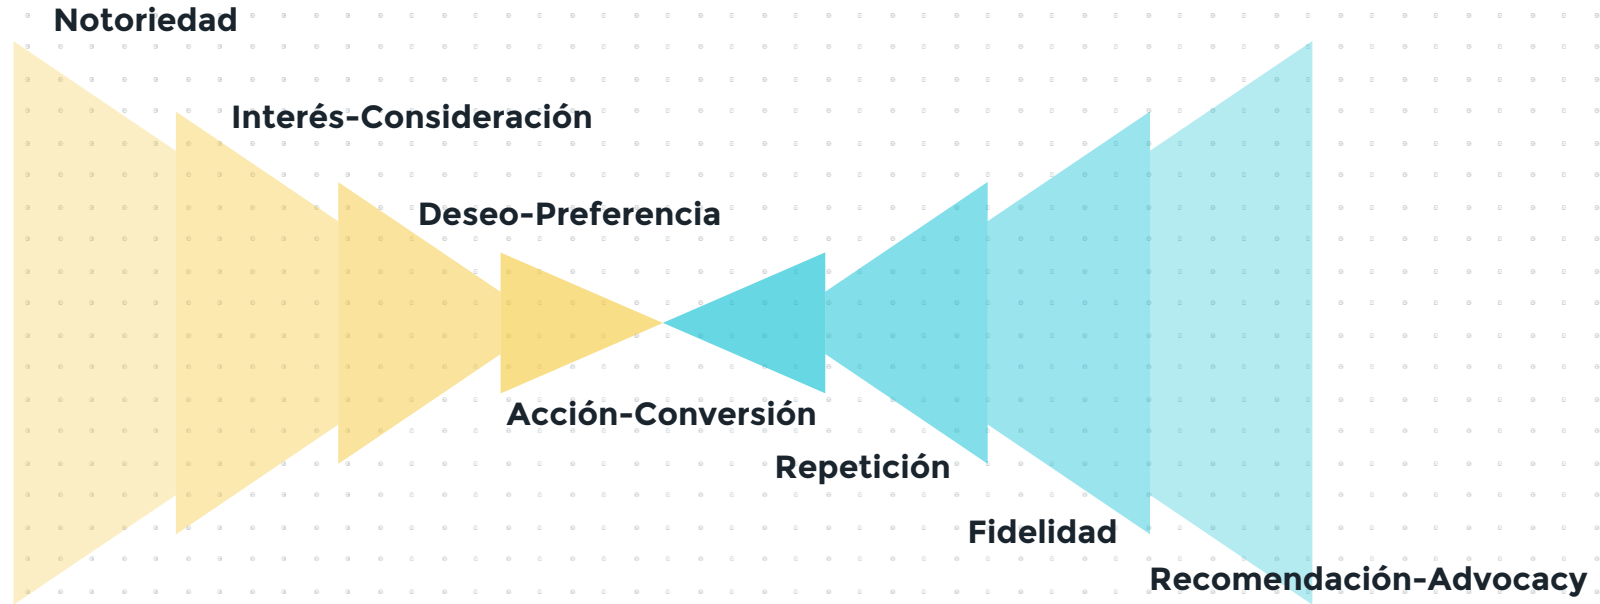 Notoriedad
Interés-Consideración
Deseo-Preferencia
Acción-Conversión
Repetición
Fidelidad
Recomendación-Advocacy